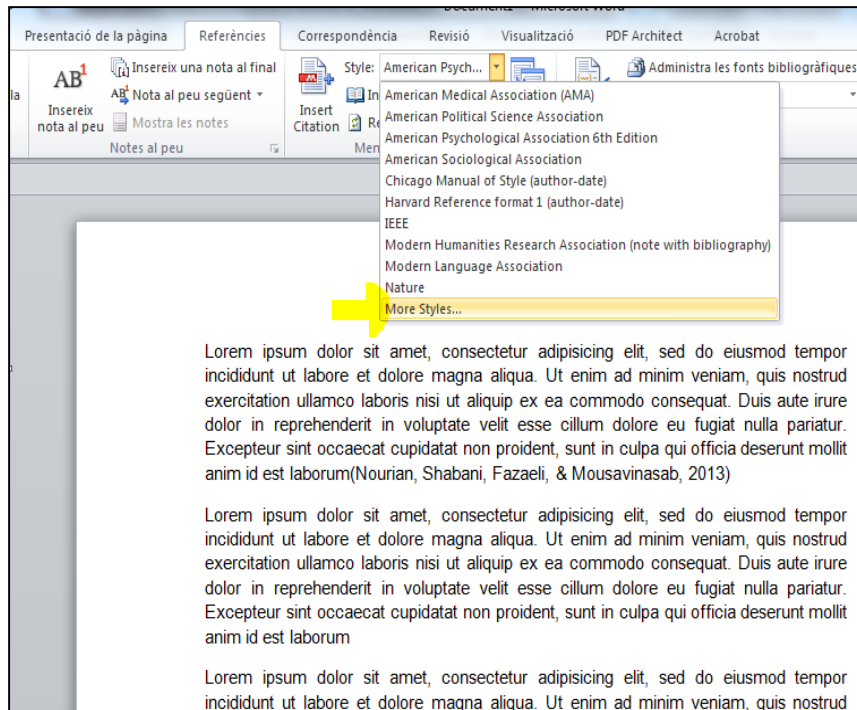 Presentació de la pàgina Referències Correspondència Revisió Visualització PDF Architect Acrobat
Insereix una nota al final Style: American Psych... Administra les fonts bibliogràfiques
AB1 AB1 Nota al peu següent In
la Insereix nota al peu Mostra les notes Insert Citation Re
Notes al peu Men
American Medical Association (AMA)
American Political Science Association
American Psychological Association 6th Edition
American Sociological Association
Chicago Manual of Style (author-date)
Harvard Reference format 1 (author-date)
IEEE
Modern Humanities Research Association (note with bibliography)
Modern Language Association
Nature
More Styles...
Lorem ipsum dolor sit amet, consectetur adipisicing elit, sed do eiusmod tempor
incididunt ut labore et dolore magna aliqua. Ut enim ad minim veniam, quis nostrud
exercitation ullamco laboris nisi ut aliquip ex ea commodo consequat. Duis aute irure
dolor in reprehenderit in voluptate velit esse cillum dolore eu fugiat nulla pariatur.
Excepteur sint occaecat cupidatat non proident, sunt in culpa qui officia deserunt mollit
anim id est laborum(Nourian, Shabani, Fazaeli, & Mousavinasab, 2013)
Lorem ipsum dolor sit amet, consectetur adipisicing elit, sed do eiusmod tempor
incididunt ut labore et dolore magna aliqua. Ut enim ad minim veniam, quis nostrud
exercitation ullamco laboris nisi ut aliquip ex ea commodo consequat. Duis aute irure
dolor in reprehenderit in voluptate velit esse cillum dolore eu fugiat nulla pariatur.
Excepteur sint occaecat cupidatat non proident, sunt in culpa qui officia deserunt mollit
anim id est laborum
Lorem ipsum dolor sit amet, consectetur adipisicing elit, sed do eiusmod tempor
incididunt ut labore et dolore magna aliqua. Ut enim ad minim veniam, quis nostrud